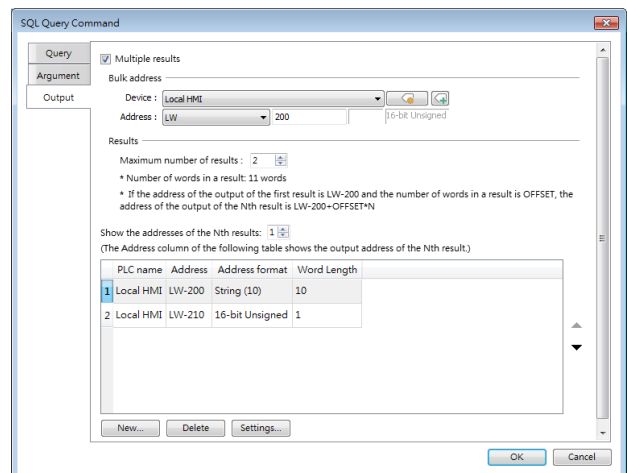 SQL Query Command
Query
Argument
Output
Multiple results
Bulk address
Device : Local HMI
Address : LW 200 16-bit Unsigned
Results
Maximum number of results : 2
* Number of words in a result: 11 words
* If the address of the output of the first result is LW-200 and the number of words in a result is OFFSET, the
address of the output of the Nth result is LW-200+OFFSET*N
Show the addresses of the Nth results: 1
(The Address column of the following table shows the output address of the Nth result.)
PLC name Address Address format Word Length
1 Local HMI LW-200 String (10) 10
2 Local HMI LW-210 16-bit Unsigned 1
New... Delete Settings...
OK Cancel